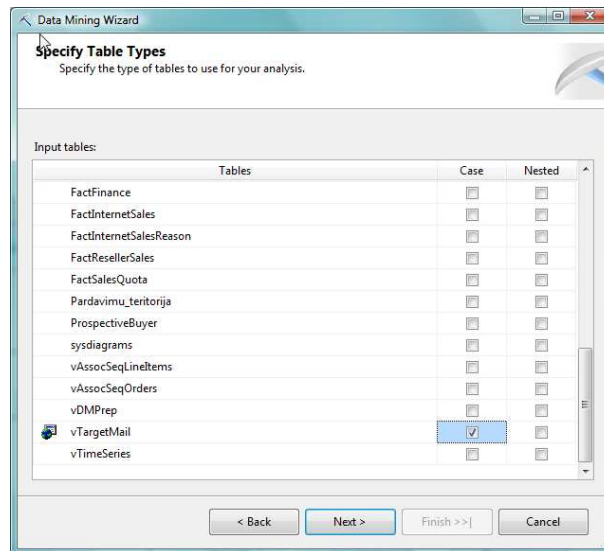 Data Mining Wizard
Specify Table Types
Specify the type of tables to use for your analysis.
Input tables:
Tables Case Nested
FactFinance
FactInternetSales
FactInternetSalesReason
FactResellerSales
FactSalesQuota
Pardavimu_teritorija
ProspectiveBuyer
sysdiagrams
vAssocSeqLineItems
vAssocSeqOrders
vDMPrep
vTargetMail
vTimeSeries
< Back Next > Finish >>| Cancel